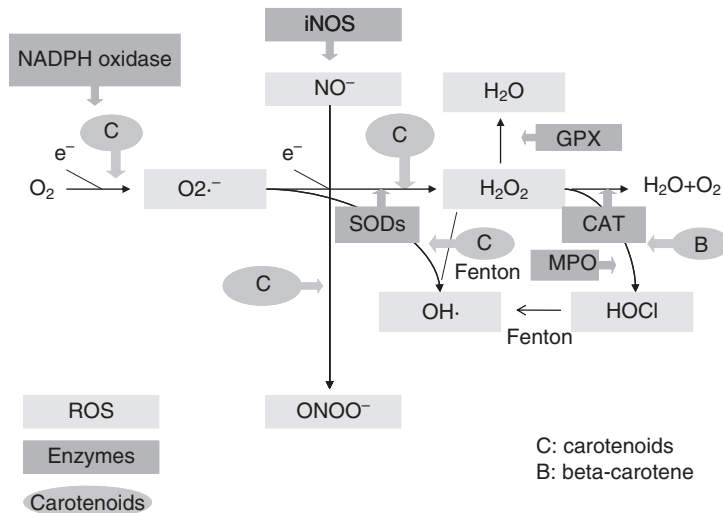 iNOS
NADPH oxidase
NO⁻
H₂O
C
C
GPX
e⁻
e⁻
O₂
O2·⁻
H₂O₂
H₂O+O₂
SODs
CAT
C
B
Fenton
MPO
C
OH·
HOCl
Fenton
ROS
ONOO⁻
Enzymes
C: carotenoids
B: beta-carotene
Carotenoids